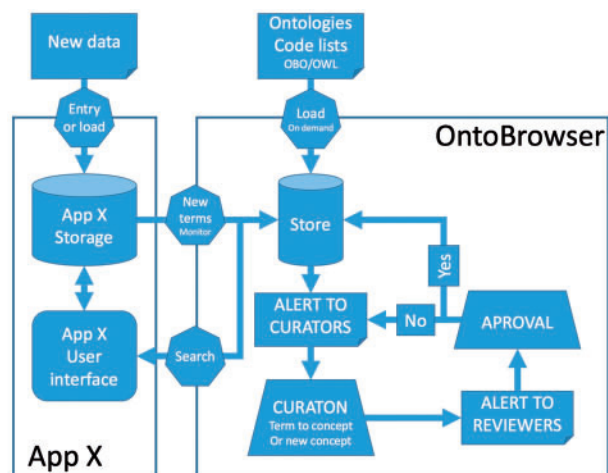 New data
Ontologies
Code lists
OBO/OWL
Entry
or load
Load
On demand
OntoBrowser
App X
Storage
New
terms
Monitor
Store
Yes
App X
User
interface
Search
ALERT TO
CURATORS
No
APROVAL
CURATON
Term to concept
Or new concept
ALERT TO
REVIEWERS
App X